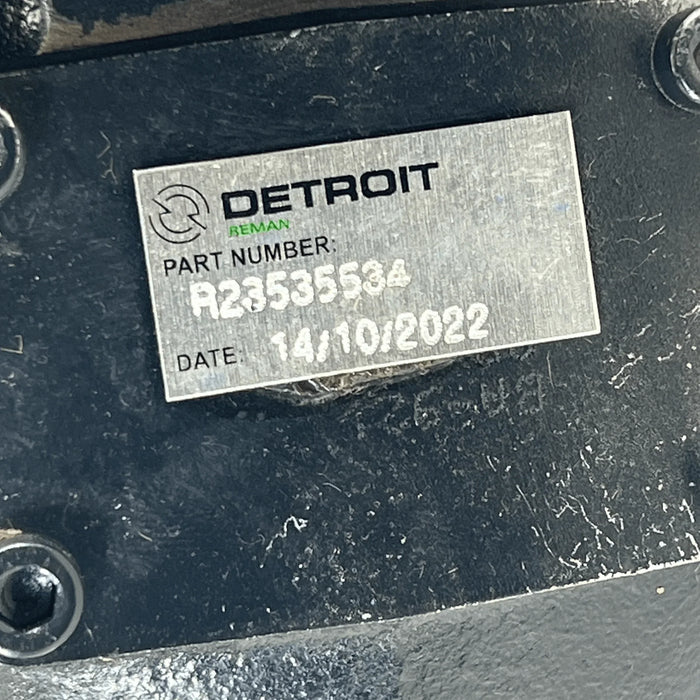 DETROIT
REMAN
PART NUMBER:
R23535534
DATE: 14/10/2022